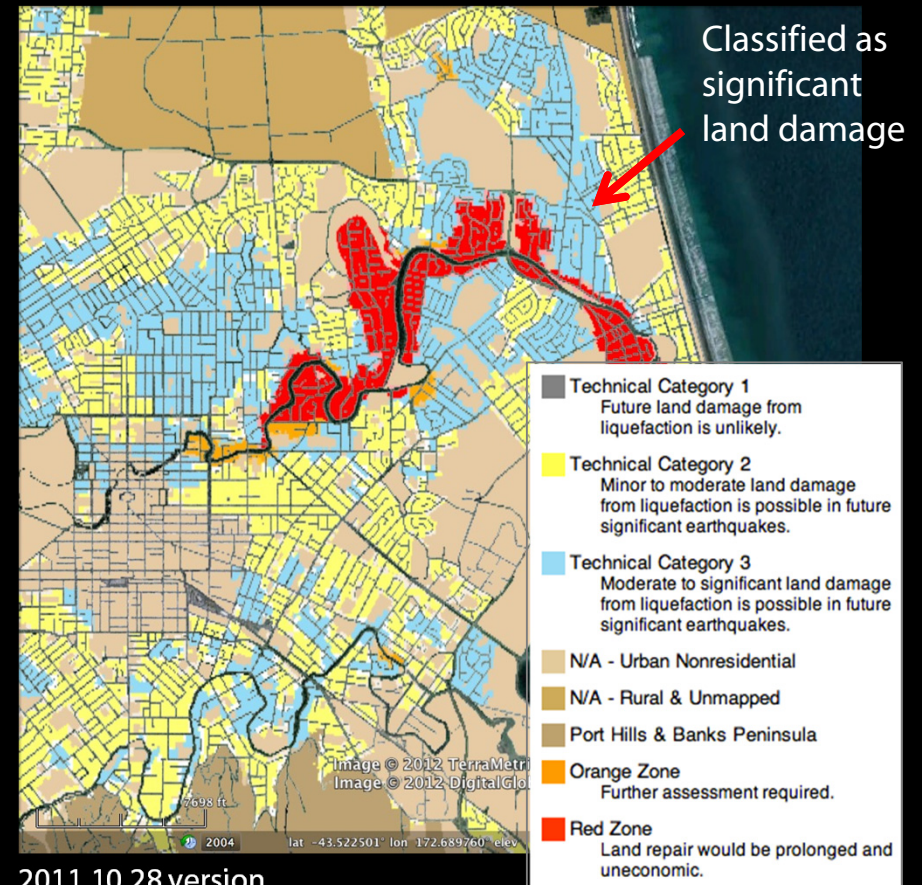 Classified as
significant
land damage
Technical Category 1
Future land damage from
liquefaction is unlikely.
Technical Category 2
Minor to moderate land damage
from liquefaction is possible in future
significant earthquakes.
Technical Category 3
Moderate to significant land damage
from liquefaction is possible in future
significant earthquakes.
N/A - Urban Nonresidential
N/A - Rural & Unmapped
Port Hills & Banks Peninsula
Orange Zone
Further assessment required.
Red Zone
Land repair would be prolonged and
uneconomic.
Image © 2012 TerraMetri
Image © 2012 DigitalGlo
7698 ft
2004 lat -43.522501° lon 172.689760° elev
2011.10.28 version